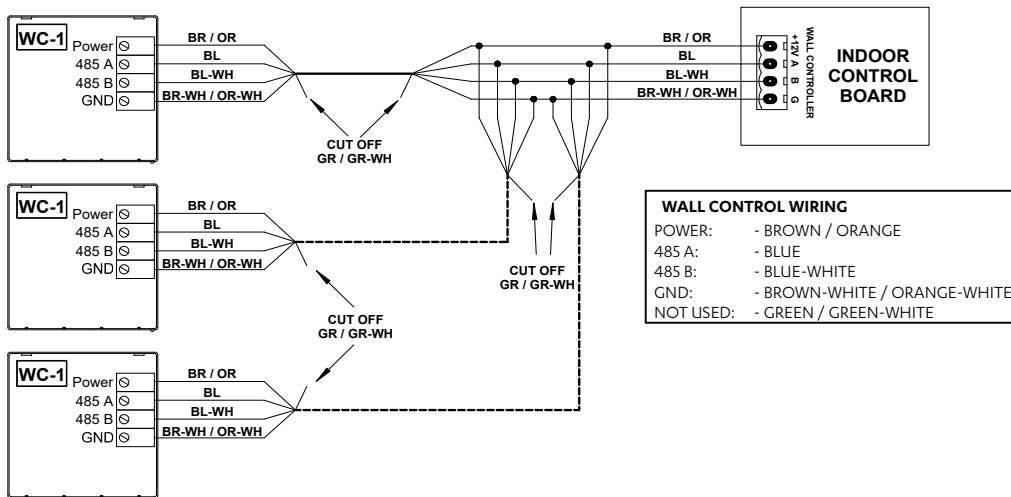 WC-1
Power
485 A
485 B
GND
BR / OR
BL
BL-WH
BR-WH / OR-WH
CUT OFF
GR / GR-WH
BR / OR
BL
BL-WH
BR-WH / OR-WH
+12V A B G
WALL CONTROLLER
INDOOR
CONTROL
BOARD
WC-1
Power
485 A
485 B
GND
BR / OR
BL
BL-WH
BR-WH / OR-WH
CUT OFF
GR / GR-WH
CUT OFF
GR / GR-WH
WC-1
Power
485 A
485 B
GND
BR / OR
BL
BL-WH
BR-WH / OR-WH
WALL CONTROL WIRING
POWER: - BROWN / ORANGE
485 A: - BLUE
485 B: - BLUE-WHITE
GND: - BROWN-WHITE / ORANGE-WHITE
NOT USED: - GREEN / GREEN-WHITE